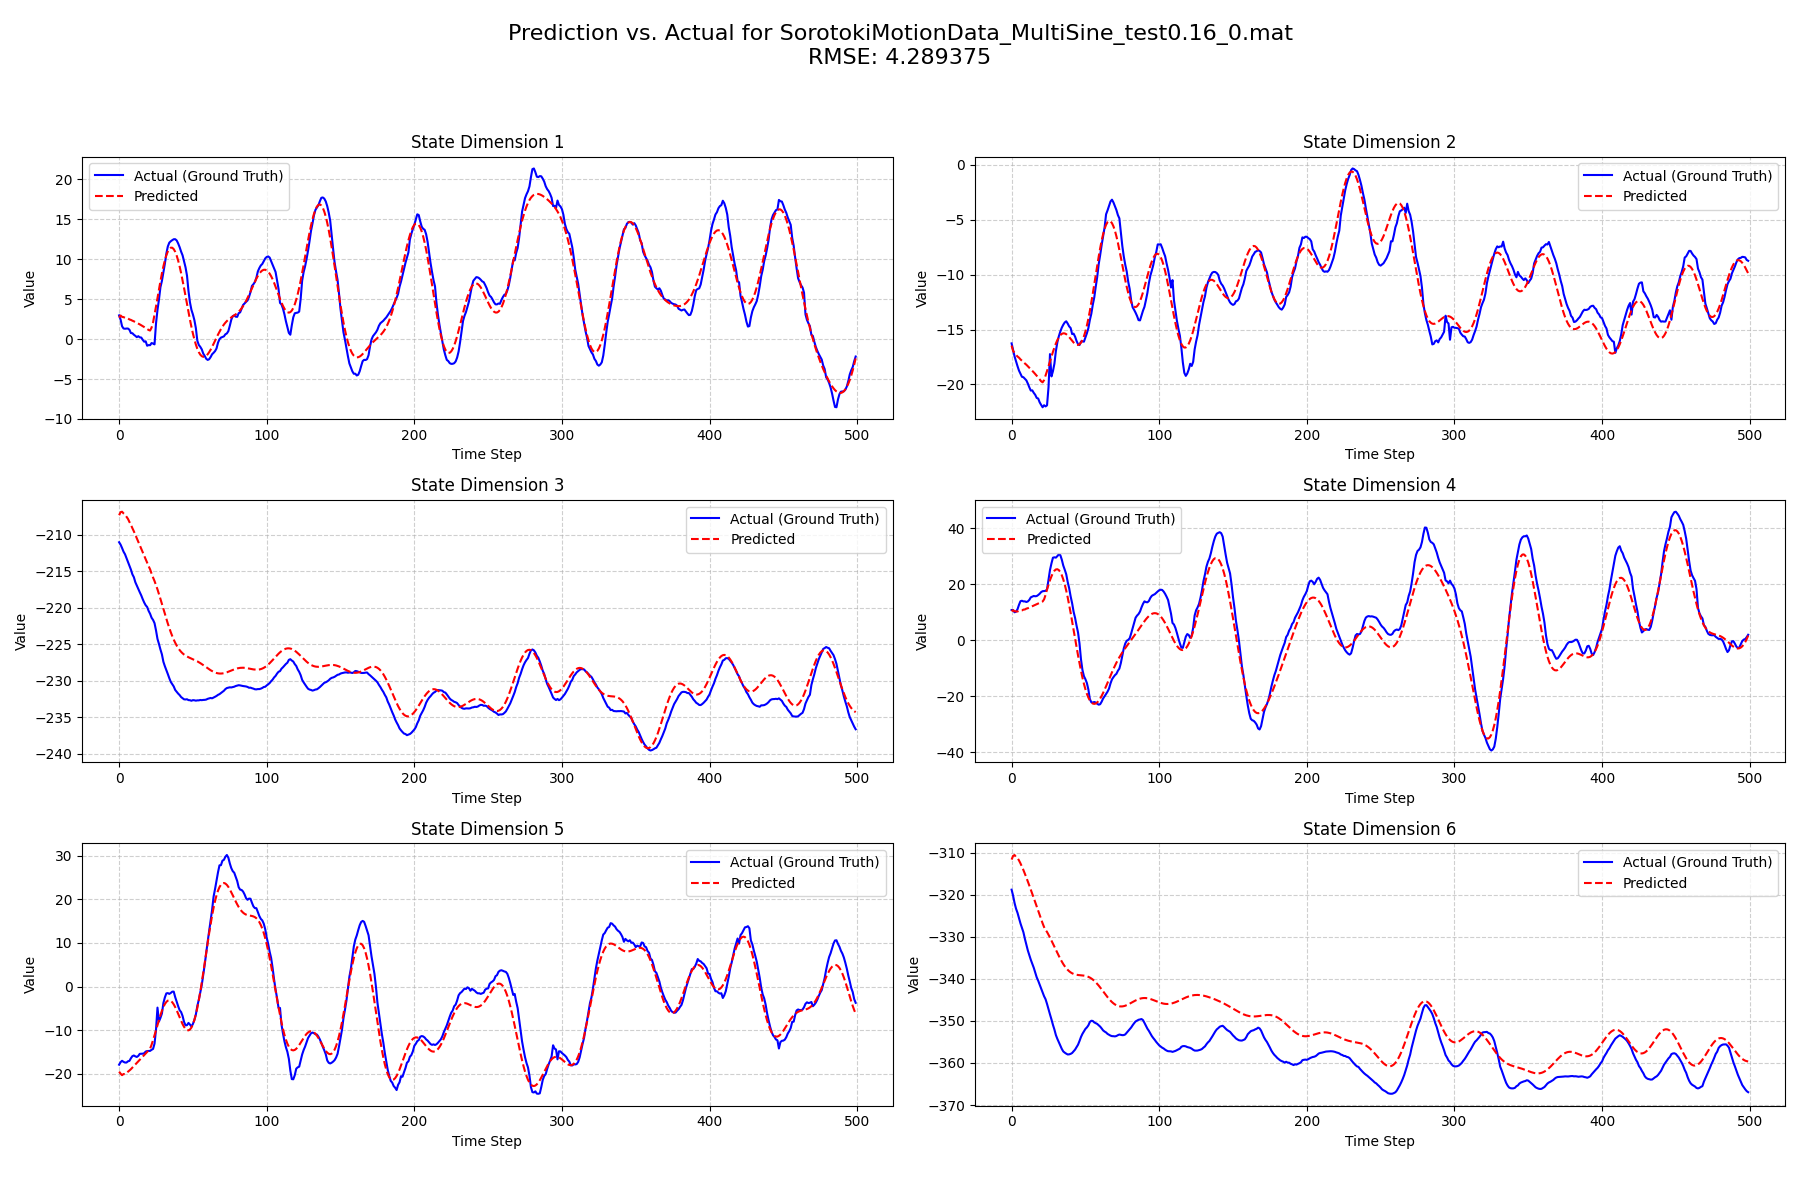 Prediction vs. Actual for SorotokiMotionData_MultiSine_test0.16_0.mat
RMSE: 4.289375
State Dimension 1
Value
20
15
10
5
0
−5
−10
Actual (Ground Truth)
Predicted
0 100 200 300 400 500
Time Step
State Dimension 2
Value
0
−5
−10
−15
−20
Actual (Ground Truth)
Predicted
0 100 200 300 400 500
Time Step
State Dimension 3
Value
−210
−215
−220
−225
−230
−235
−240
Actual (Ground Truth)
Predicted
0 100 200 300 400 500
Time Step
State Dimension 4
Value
40
20
0
−20
−40
Actual (Ground Truth)
Predicted
0 100 200 300 400 500
Time Step
State Dimension 5
Value
30
20
10
0
−10
−20
Actual (Ground Truth)
Predicted
0 100 200 300 400 500
Time Step
State Dimension 6
Value
−310
−320
−330
−340
−350
−360
−370
Actual (Ground Truth)
Predicted
0 100 200 300 400 500
Time Step